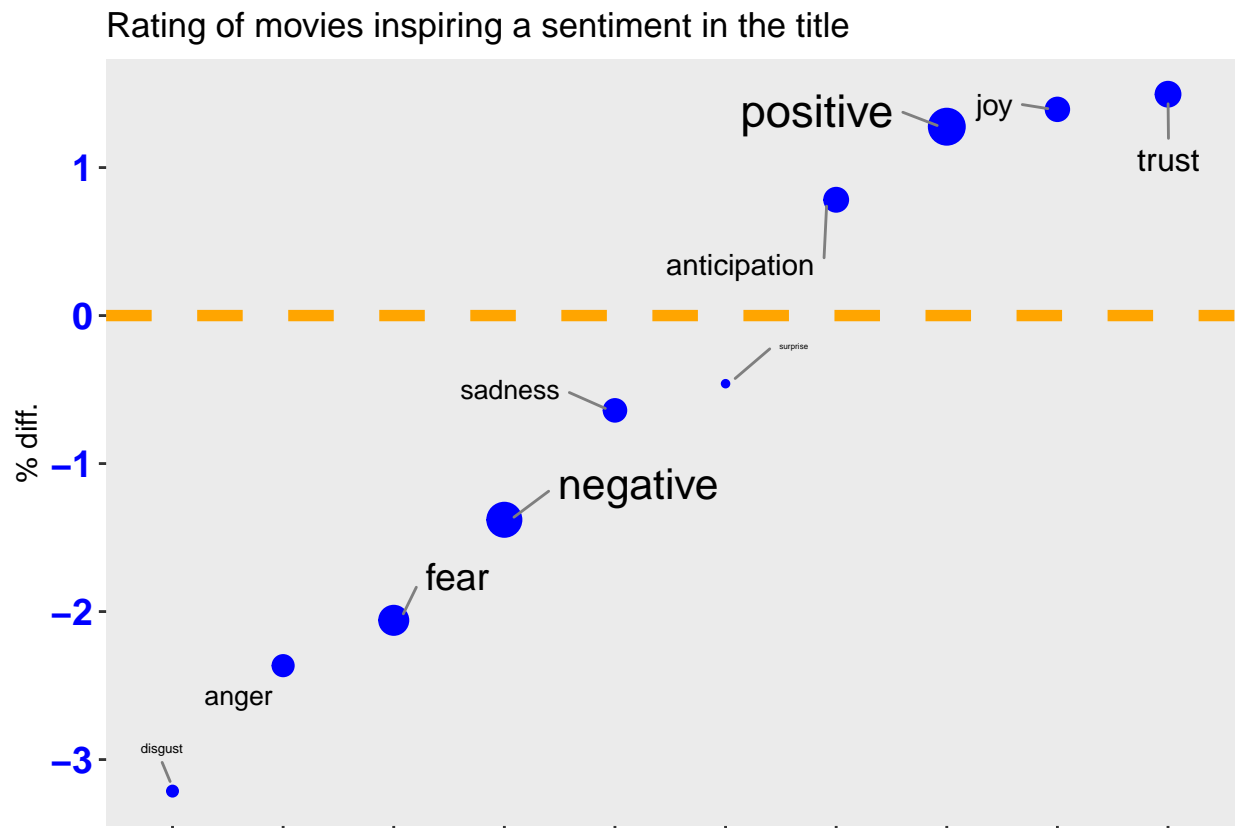 Rating of movies inspiring a sentiment in the title
positive
joy
trust
1
anticipation
0
surprise
sadness
% diff.
−1
negative
fear
−2
anger
disgust
−3